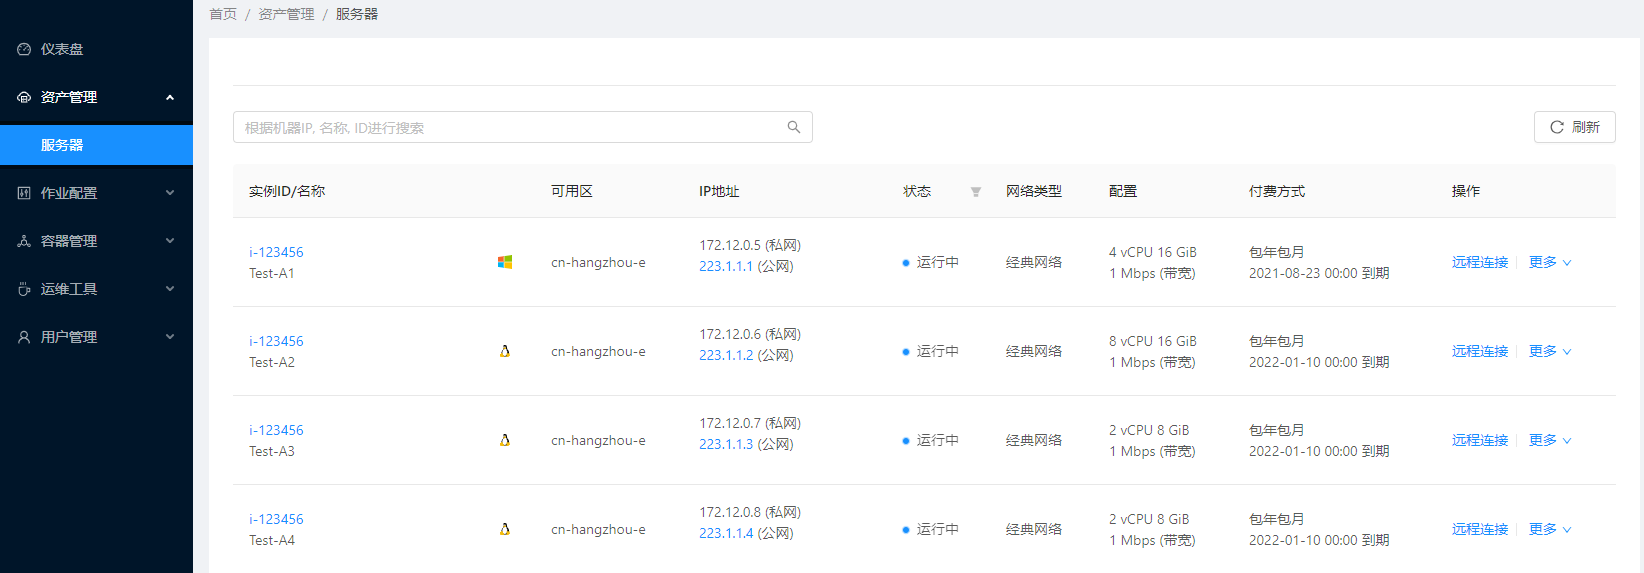 首页 / 资产管理 / 服务器
仪表盘
资产管理
服务器
作业配置
容器管理
运维工具
用户管理
根据机器IP, 名称, ID进行搜索
刷新
实例ID/名称 可用区 IP地址 状态 网络类型 配置 付费方式 操作
i-123456
Test-A1
cn-hangzhou-e
172.12.0.5 (私网)
223.1.1.1 (公网)
运行中
经典网络
4 vCPU 16 GiB
1 Mbps (带宽)
包年包月
2021-08-23 00:00 到期
远程连接 更多
i-123456
Test-A2
cn-hangzhou-e
172.12.0.6 (私网)
223.1.1.2 (公网)
运行中
经典网络
8 vCPU 16 GiB
1 Mbps (带宽)
包年包月
2022-01-10 00:00 到期
远程连接 更多
i-123456
Test-A3
cn-hangzhou-e
172.12.0.7 (私网)
223.1.1.3 (公网)
运行中
经典网络
2 vCPU 8 GiB
1 Mbps (带宽)
包年包月
2022-01-10 00:00 到期
远程连接 更多
i-123456
Test-A4
cn-hangzhou-e
172.12.0.8 (私网)
223.1.1.4 (公网)
运行中
经典网络
2 vCPU 8 GiB
1 Mbps (带宽)
包年包月
2022-01-10 00:00 到期
远程连接 更多